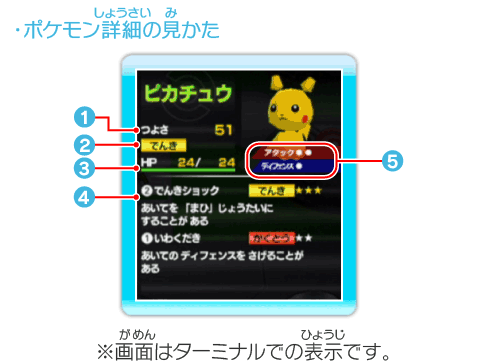 しょうさい み
・ポケモン詳細の見かた
ピカチュウ
1 つよさ 51
2 でんき
3 HP 24/ 24
アタック●●
ディフェンス●
5
4 ②でんきショック でんき ★★★
あいてを「まひ」じょうたいに
することが ある
①いわくだき かくとう ★★
あいての ディフェンスを さげることが
ある
がめん ひょうじ
※画面はターミナルでの表示です。